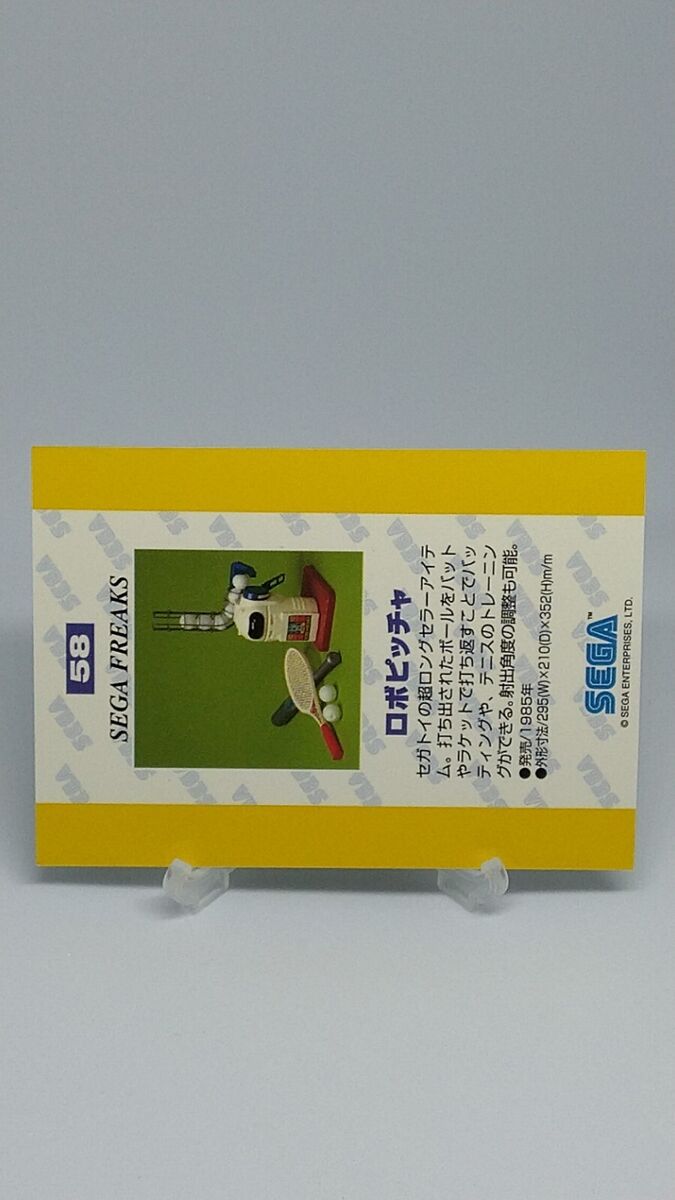 58
SEGA FREAKS
ロボピッチャ
セガトイの超ロングセラーアイテ
ム。打ち出されたボールをバット
やラケットで打ち返すことでバッ
ティングや、テニスのトレーニン
グができる。射出角度の調整も可能。
●発売/1985年
●外形寸法/295(W)×210(D)×352(H)m/m
SEGA™
© SEGA ENTERPRISES, LTD.
VBBS